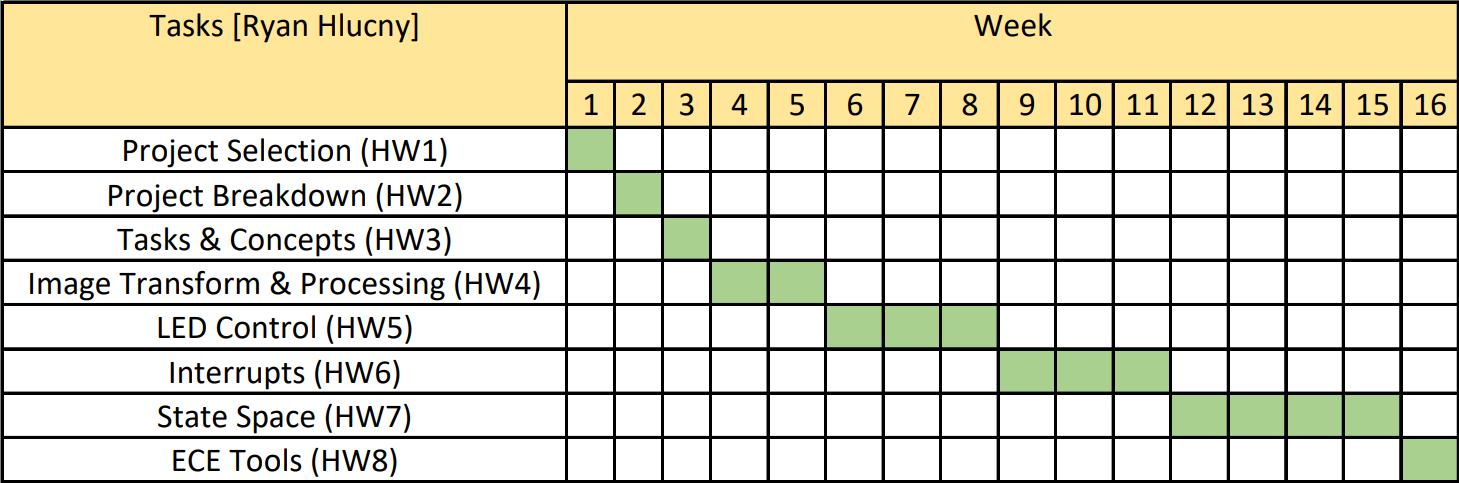 Tasks [Ryan Hlucny] Week
1 2 3 4 5 6 7 8 9 10 11 12 13 14 15 16
Project Selection (HW1)
Project Breakdown (HW2)
Tasks & Concepts (HW3)
Image Transform & Processing (HW4)
LED Control (HW5)
Interrupts (HW6)
State Space (HW7)
ECE Tools (HW8)